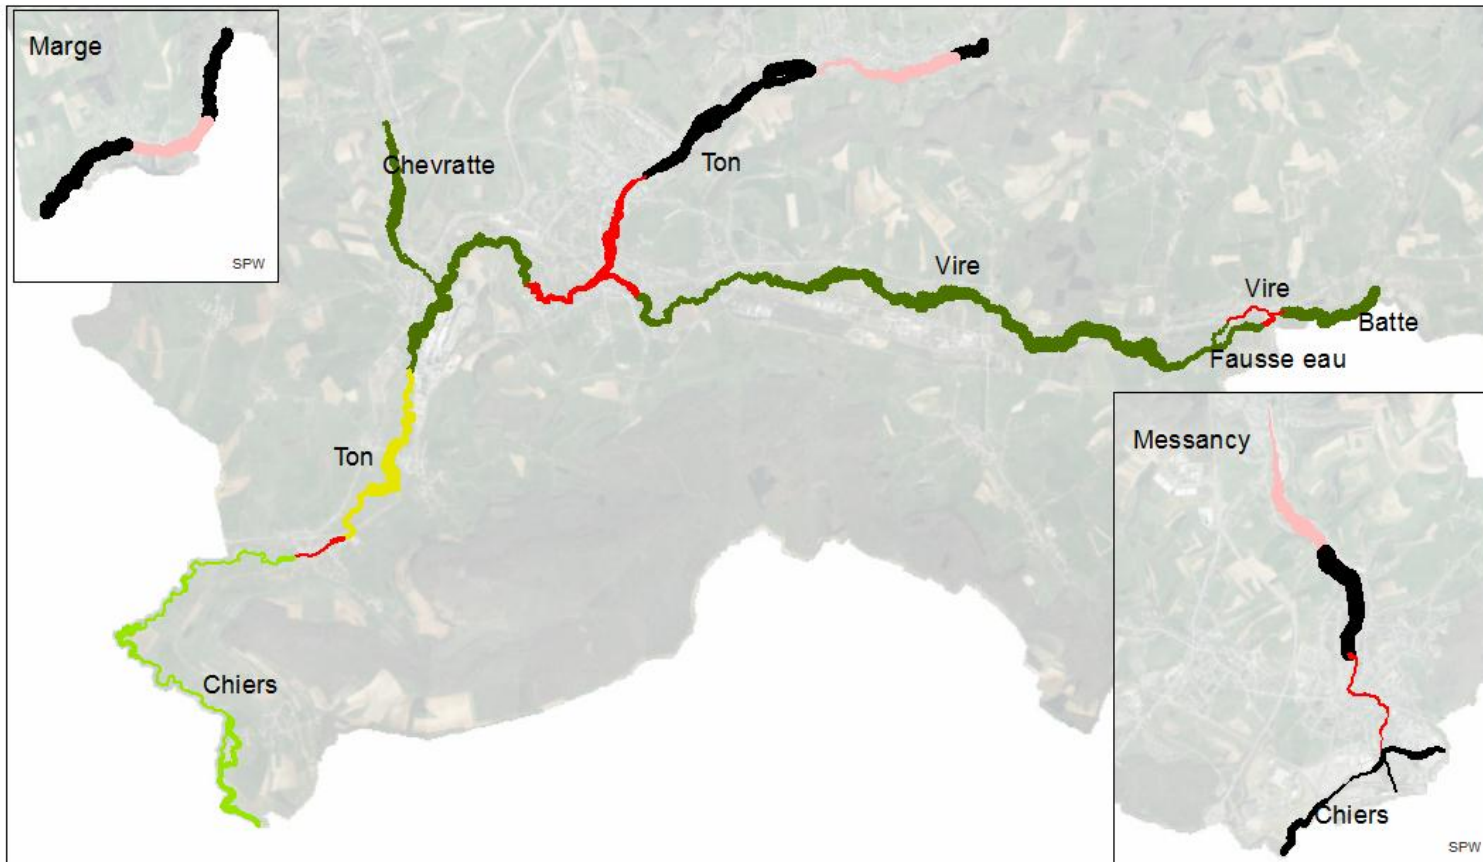 Marge
SPW
Chevratte
Ton
Vire
Vire
Batte
Fausse eau
Ton
Chiers
Messancy
Chiers
SPW